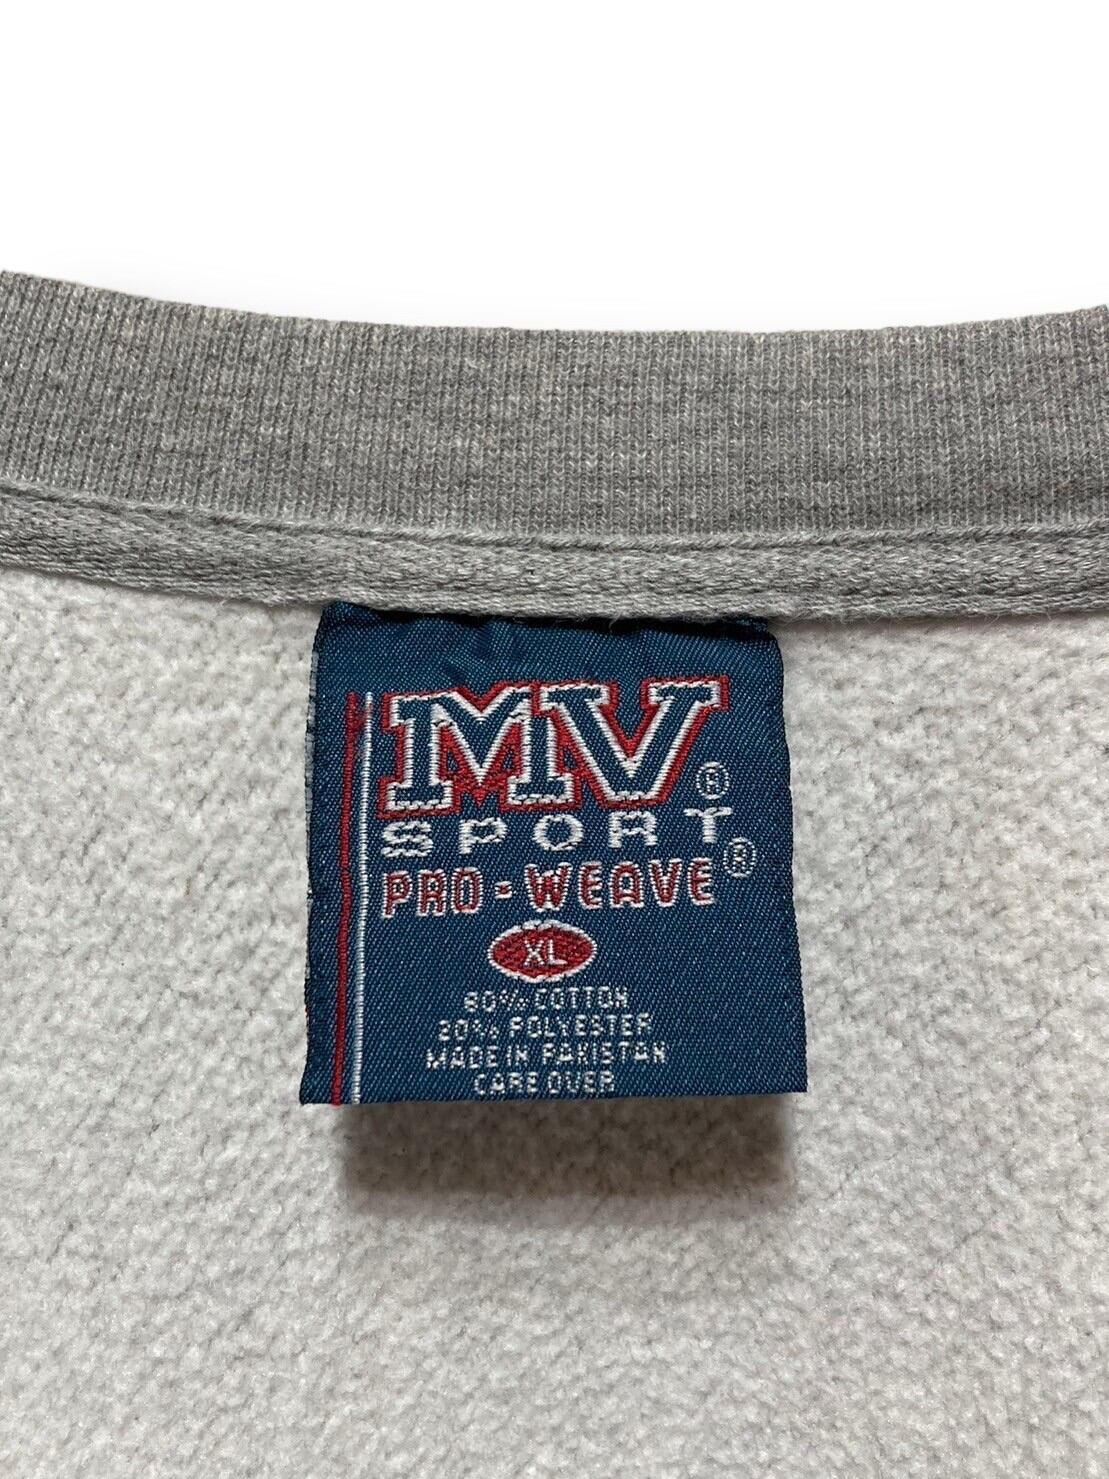 MV®
SPORT
PRO-WEAVE®
XL
80% COTTON
20% POLYESTER
MADE IN PAKISTAN
CARE OVER